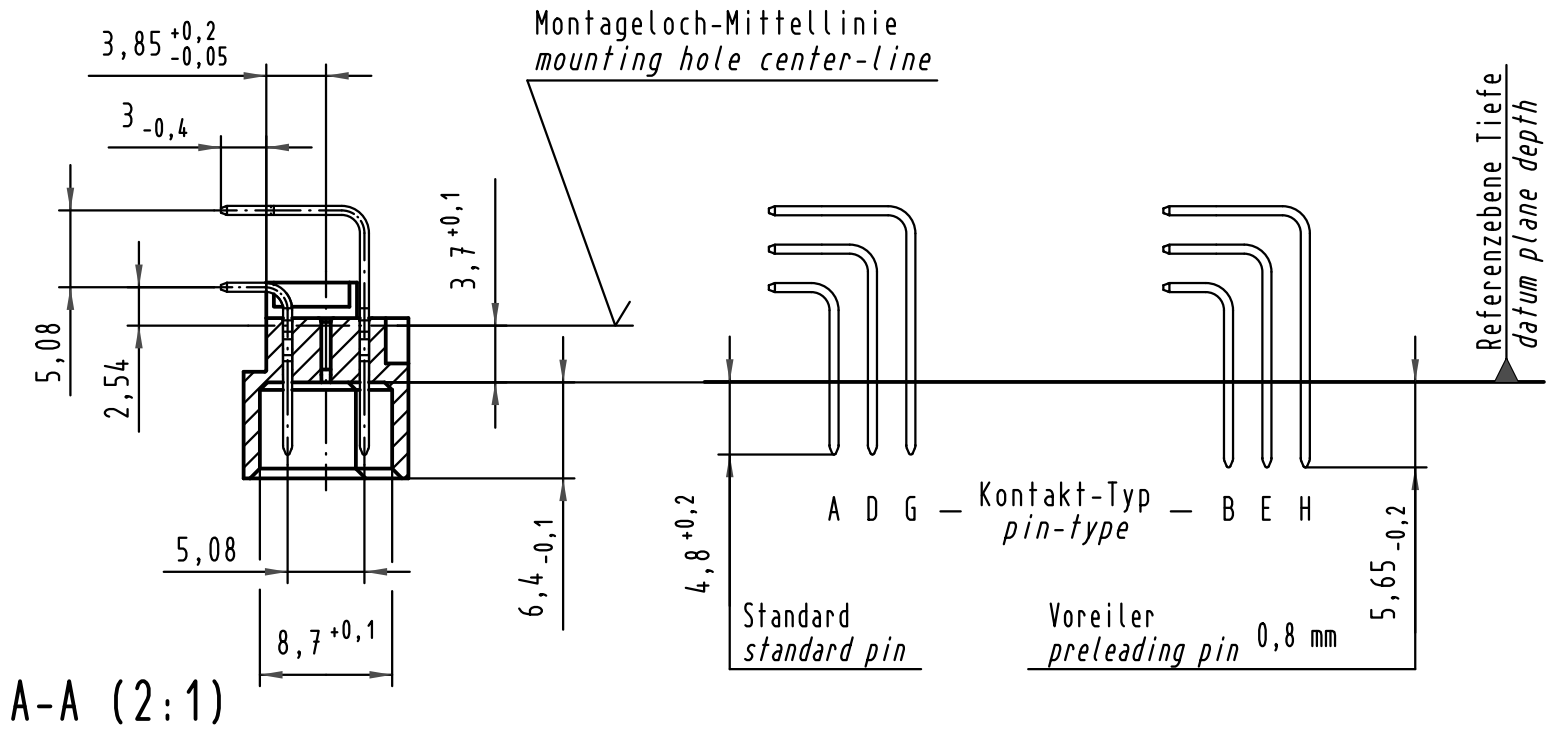 Montageloch-Mittellinie
mounting hole center-line
3,85 +0,2 -0,05
3 -0,4
5,08
2,54
3,7 +0,1
6,4 -0,1
5,08
8,7 +0,1
A-A (2:1)
Referenzebene Tiefe
datum plane depth
A D G — Kontakt-Typ — B E H
pin-type
4,8 +0,2
Standard
standard pin
5,65 -0,2
Voreiler
preleading pin 0,8 mm